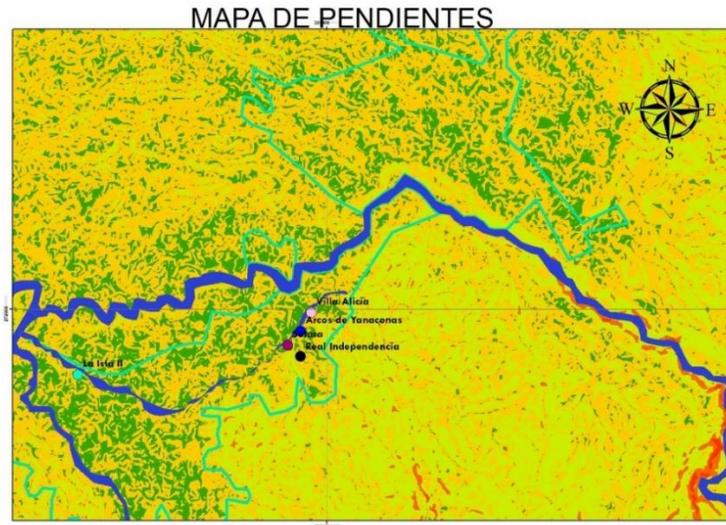 MAPA DE PENDIENTES
N
W
E
S
Villa Alicia
Arcos de Yanaconas
Real Independencia
La Isla II